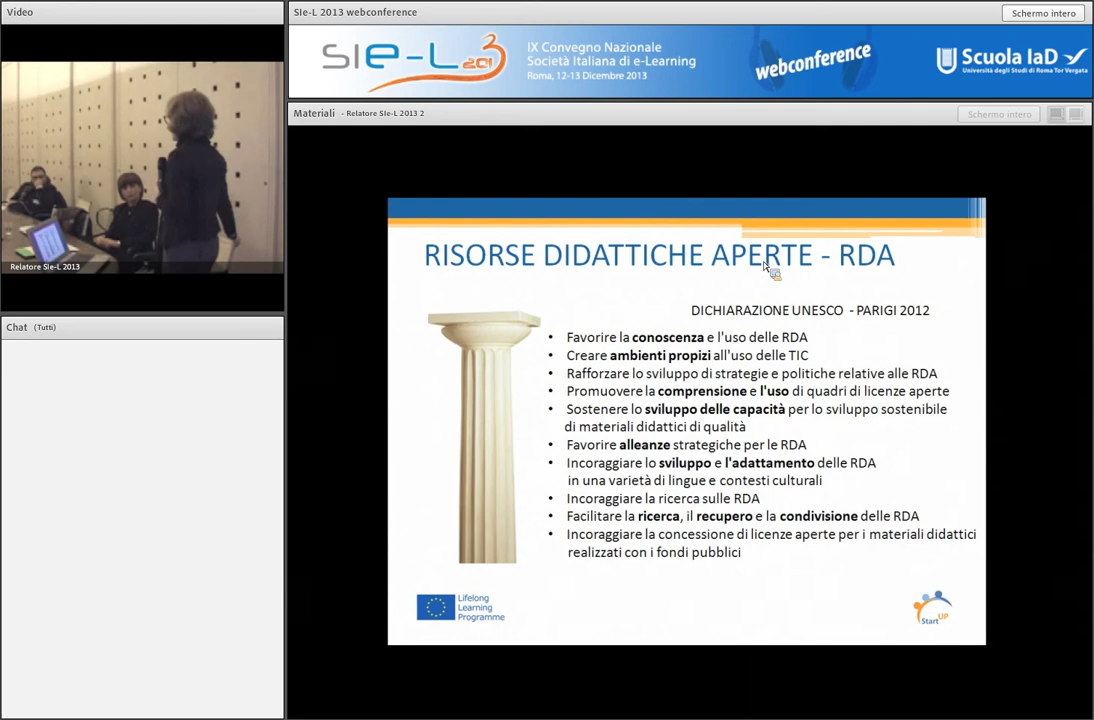 Video
Relatore SIe-L 2013
Chat (Tutti)
SIe-L 2013 webconference
Schermo intero
SIe-L 2013
IX Convegno Nazionale
Società Italiana di e-Learning
Roma, 12-13 Dicembre 2013
webconference
Scuola IaD
Università degli Studi di Roma Tor Vergata
Materiali - Relatore SIe-L 2013 2
Schermo intero
RISORSE DIDATTICHE APERTE - RDA
DICHIARAZIONE UNESCO - PARIGI 2012
• Favorire la conoscenza e l'uso delle RDA
• Creare ambienti propizi all'uso delle TIC
• Rafforzare lo sviluppo di strategie e politiche relative alle RDA
• Promuovere la comprensione e l'uso di quadri di licenze aperte
• Sostenere lo sviluppo delle capacità per lo sviluppo sostenibile
di materiali didattici di qualità
• Favorire alleanze strategiche per le RDA
• Incoraggiare lo sviluppo e l'adattamento delle RDA
in una varietà di lingue e contesti culturali
• Incoraggiare la ricerca sulle RDA
• Facilitare la ricerca, il recupero e la condivisione delle RDA
• Incoraggiare la concessione di licenze aperte per i materiali didattici
realizzati con i fondi pubblici
Lifelong
Learning
Programme
StartUP